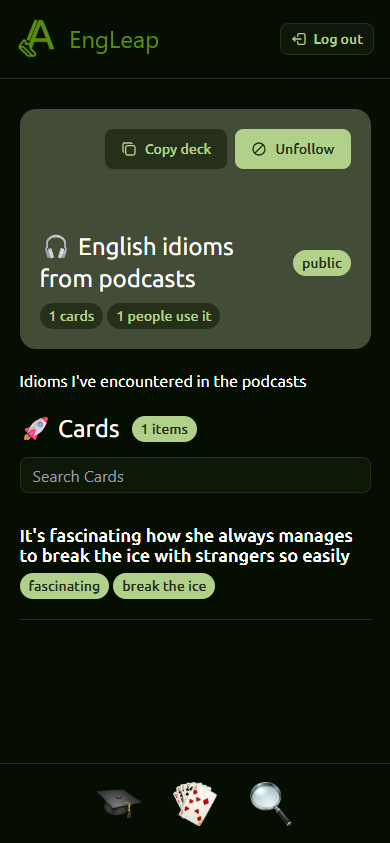 EngLeap
Log out
Copy deck
Unfollow
English idioms
from podcasts
public
1 cards
1 people use it
Idioms I've encountered in the podcasts
Cards
1 items
Search Cards
It's fascinating how she always manages
to break the ice with strangers so easily
fascinating
break the ice